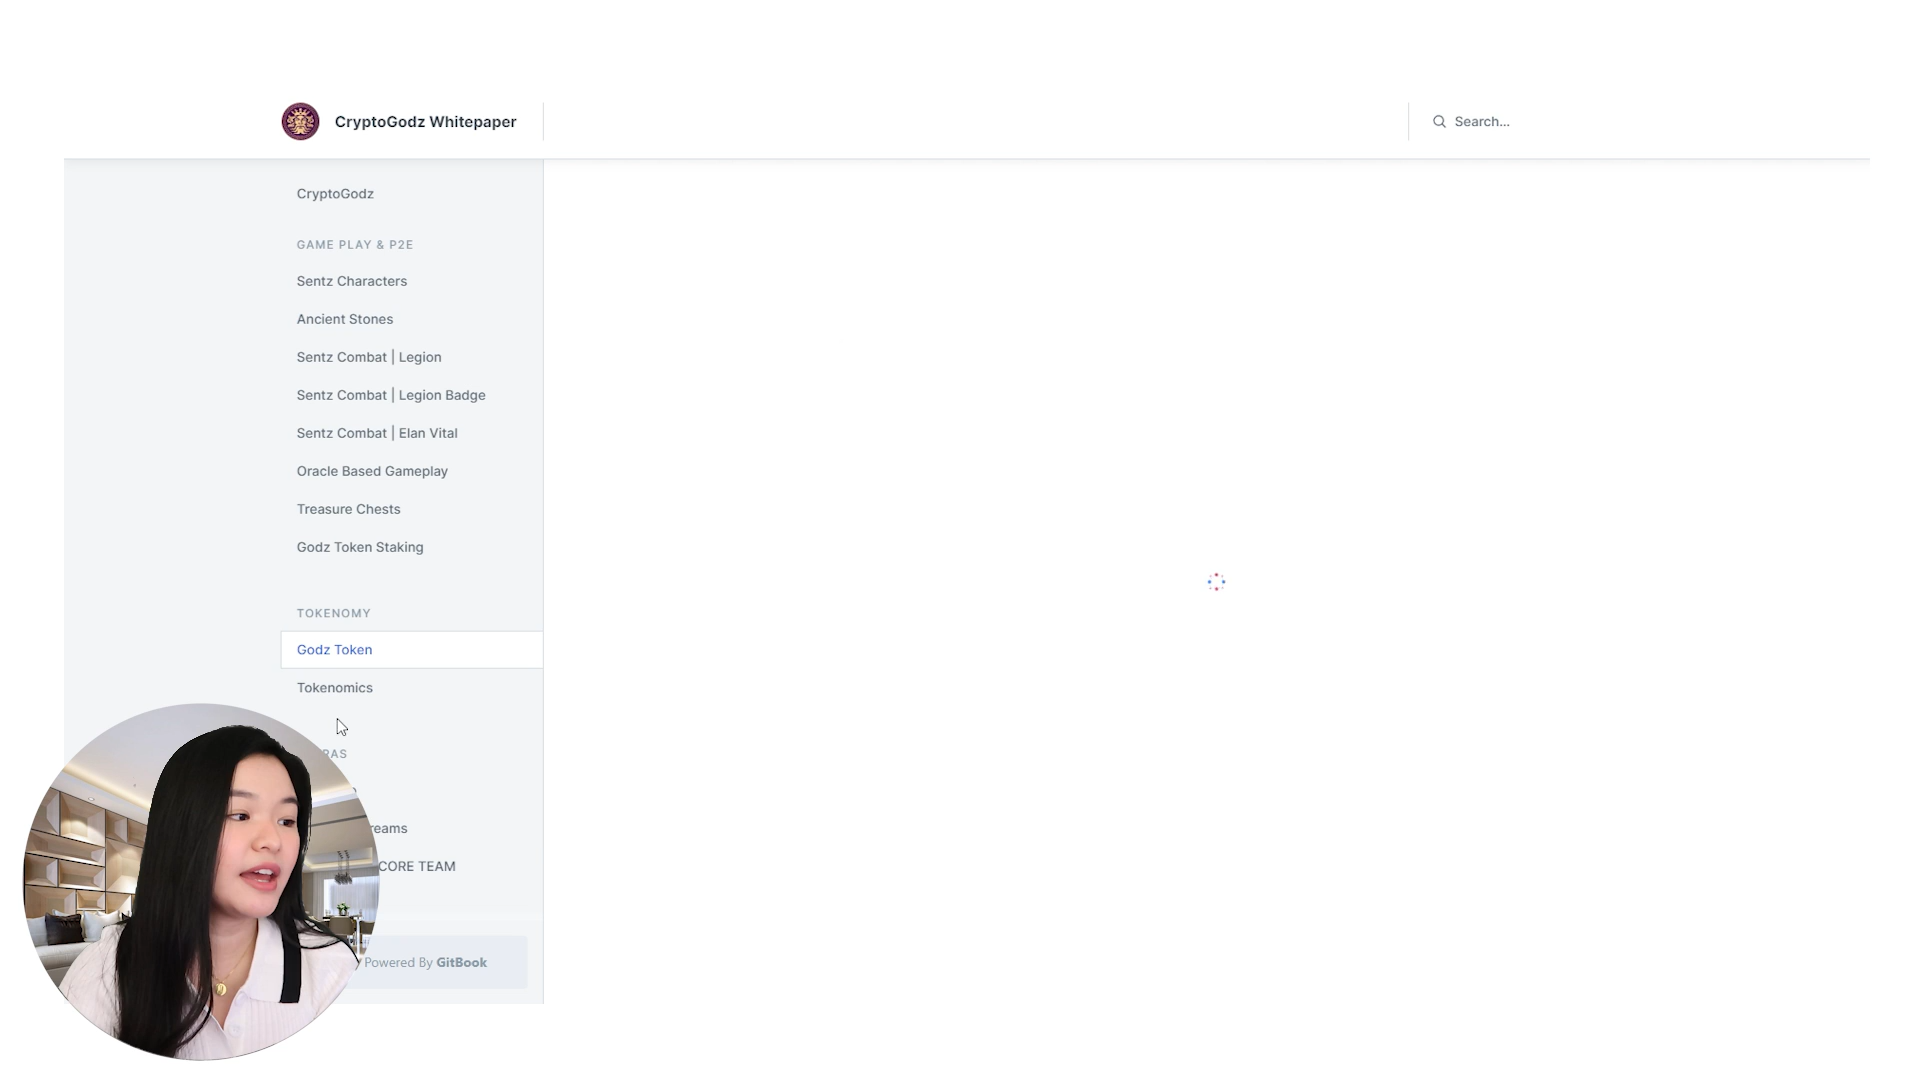 CryptoGodz Whitepaper
Search...
CryptoGodz
GAME PLAY & P2E
Sentz Characters
Ancient Stones
Sentz Combat | Legion
Sentz Combat | Legion Badge
Sentz Combat | Elan Vital
Oracle Based Gameplay
Treasure Chests
Godz Token Staking
TOKENOMY
Godz Token
Tokenomics
RAS
reams
CORE TEAM
Powered By GitBook